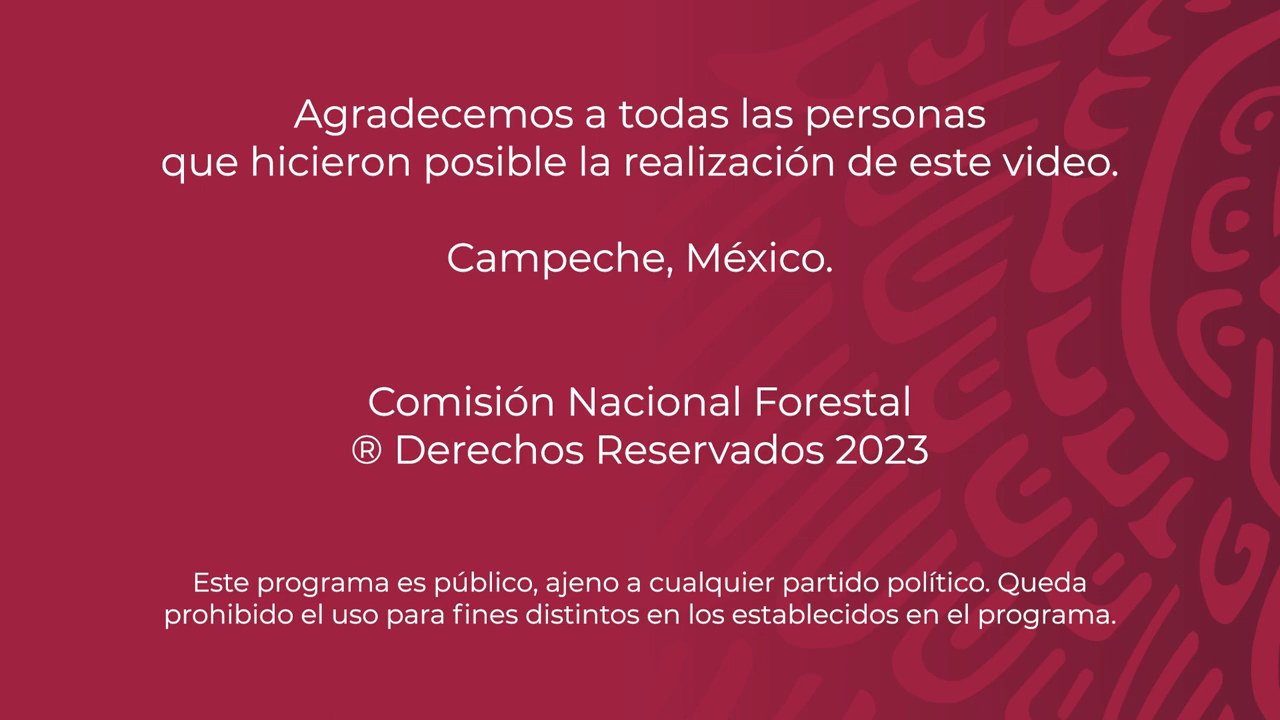 Agradecemos a todas las personas
que hicieron posible la realización de este video.
Campeche, México.
Comisión Nacional Forestal
® Derechos Reservados 2023
Este programa es público, ajeno a cualquier partido político. Queda
prohibido el uso para fines distintos en los establecidos en el programa.